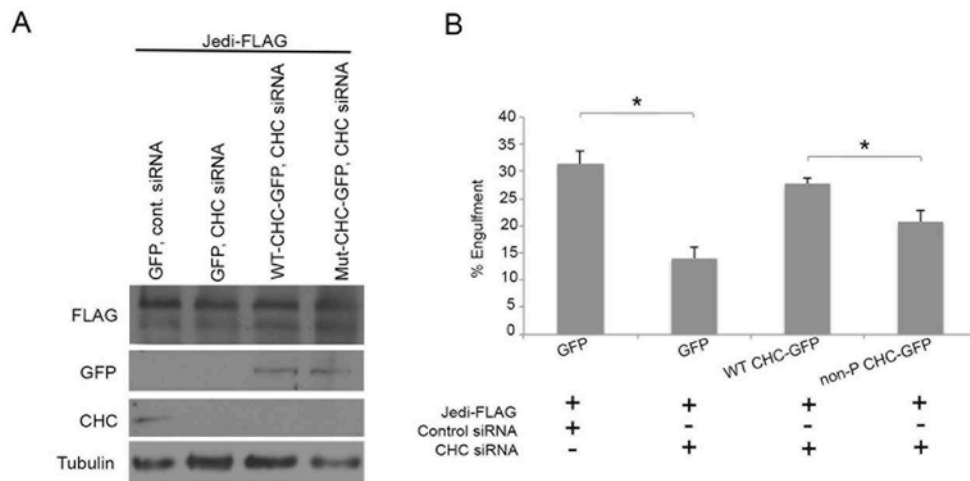 A
Jedi-FLAG
GFP, cont. siRNA
GFP, CHC siRNA
WT-CHC-GFP, CHC siRNA
Mut-CHC-GFP, CHC siRNA
FLAG
GFP
CHC
Tubulin
B
* *
% Engulfment
40
35
30
25
20
15
10
5
0
GFP GFP WT CHC-GFP non-P CHC-GFP
Jedi-FLAG + + + +
Control siRNA + - - -
CHC siRNA - + + +